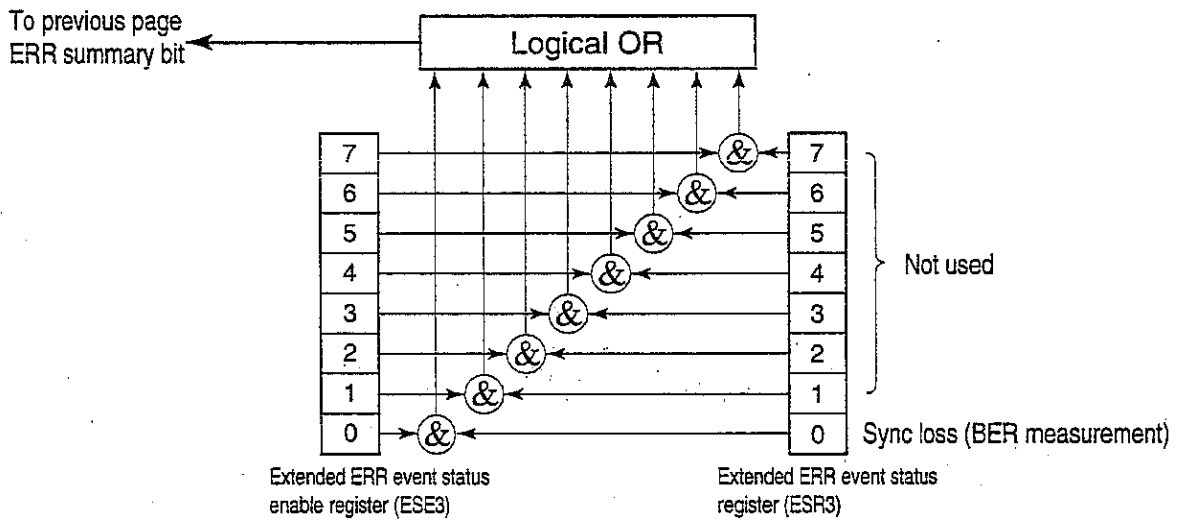 To previous page
ERR summary bit
Logical OR
7 & 7
6 & 6
5 & 5
4 & 4
3 & 3
2 & 2
1 & 1
0 & 0
Not used
Sync loss (BER measurement)
Extended ERR event status
enable register (ESE3)
Extended ERR event status
register (ESR3)